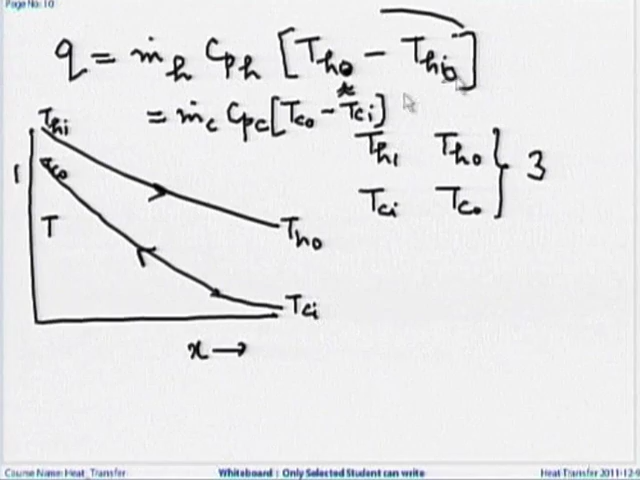 Page No: 10
q = ṁh Cph [Tho − Thi]
= ṁc Cpc [Tco − Tci]
Thi Tho } 3
Tci Tco
Thi
Tco
T
Tho
Tci
x →
Course Name: Heat_Transfer Whiteboard : Only Selected Student can write Heat Transfer 2011-12-